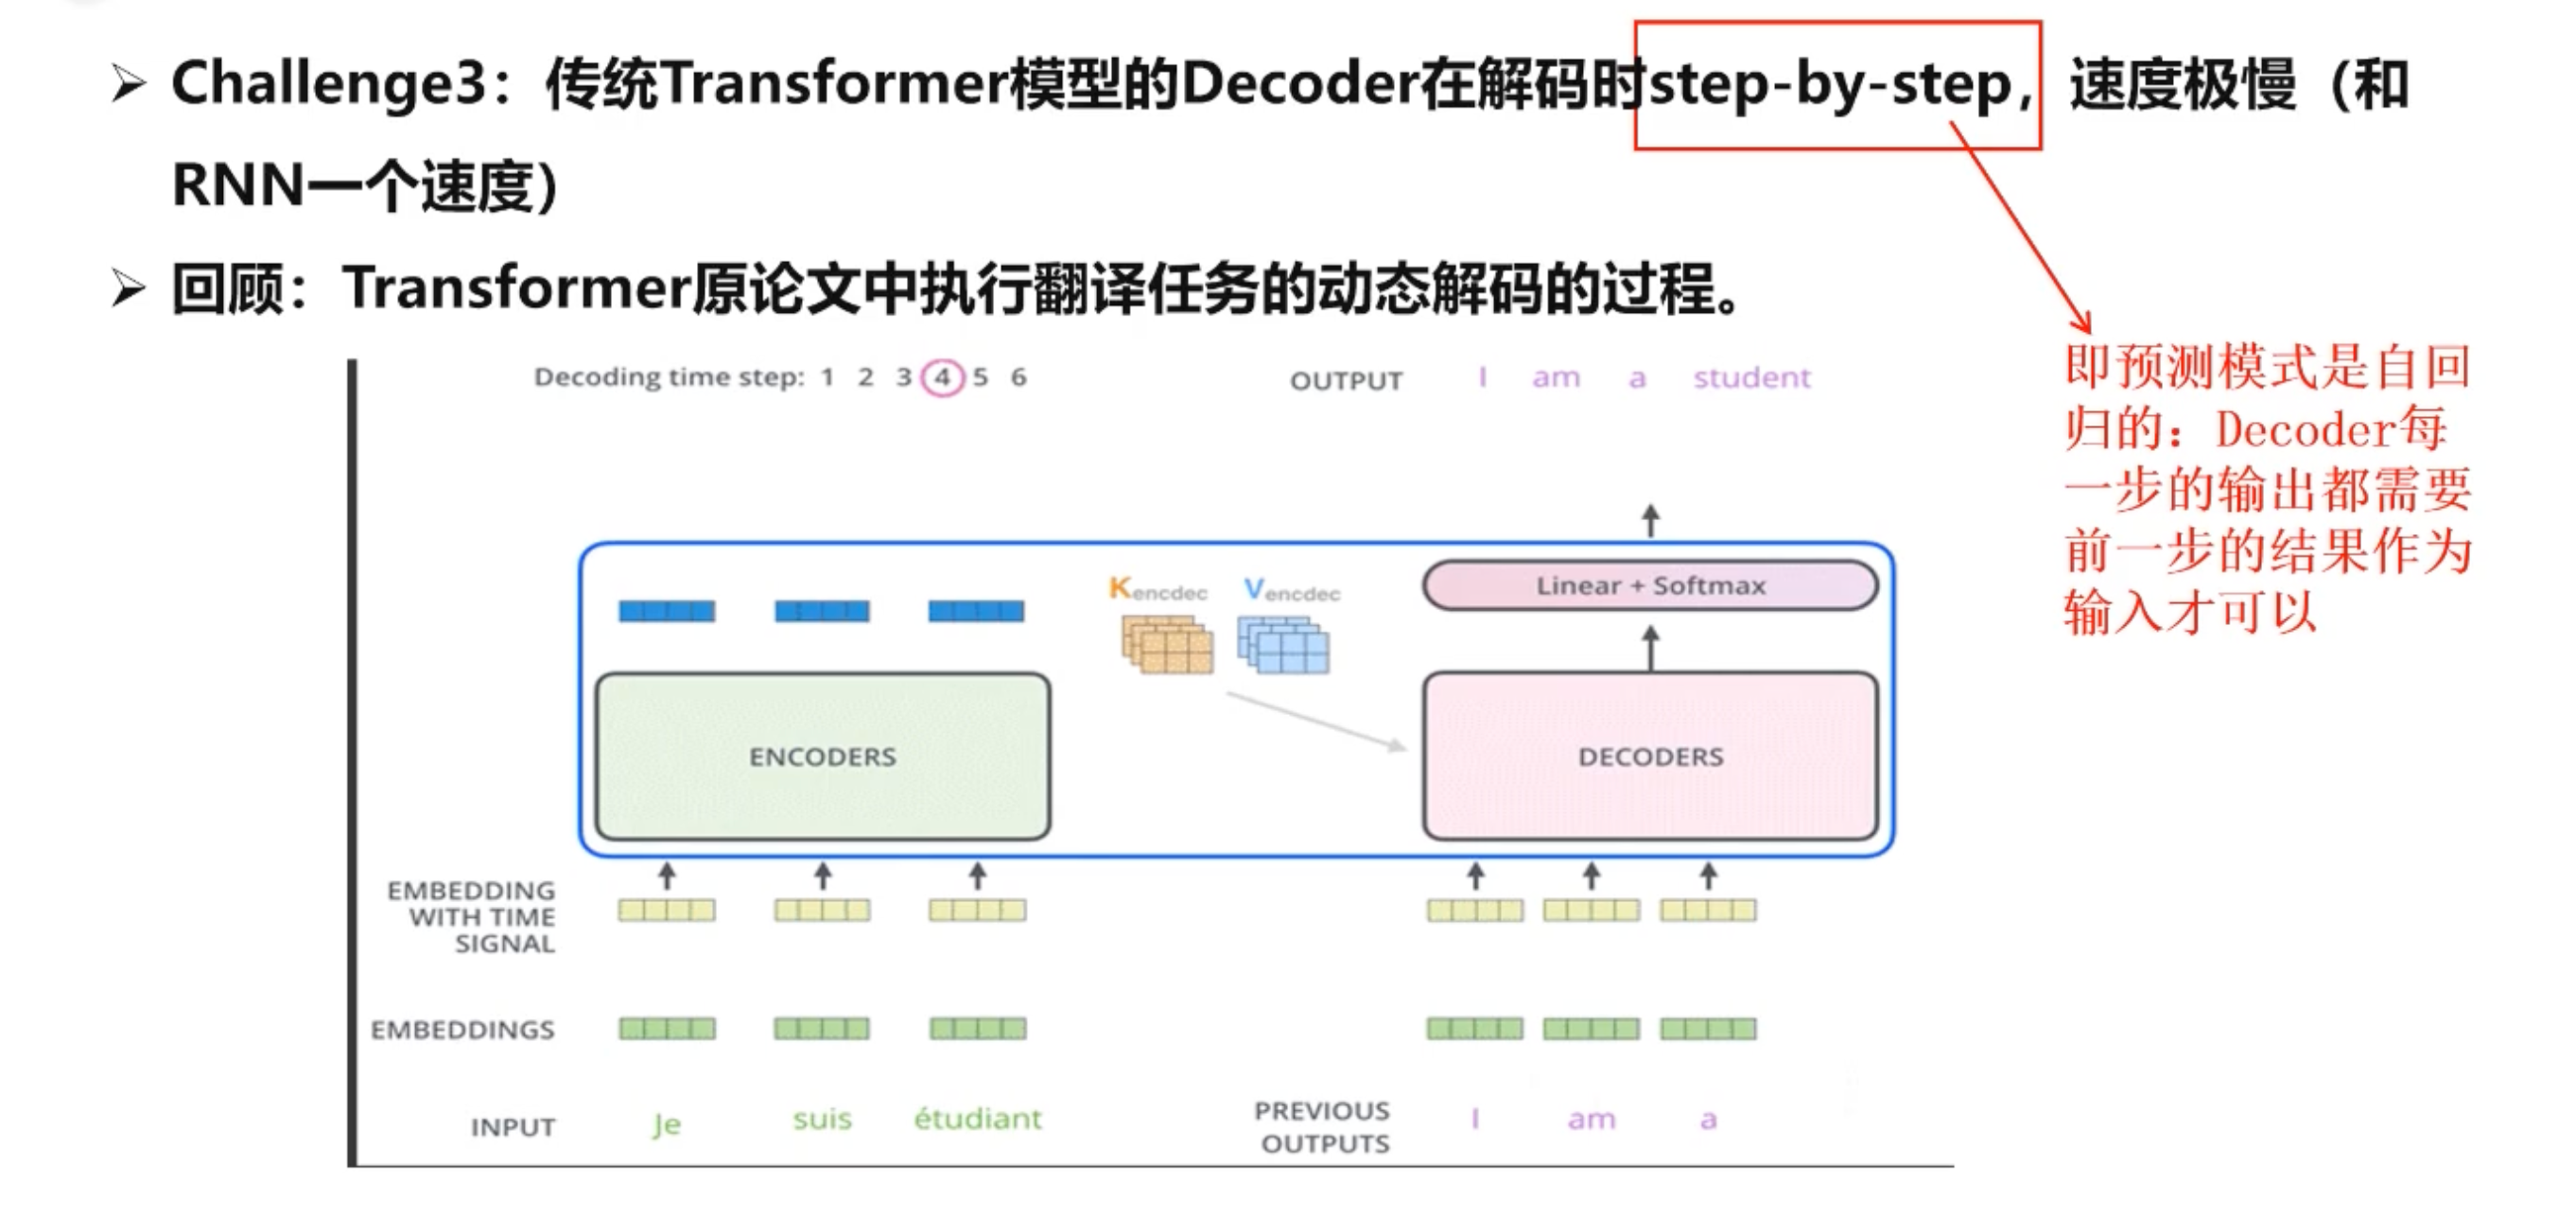 ➢ Challenge3：传统Transformer模型的Decoder在解码时step-by-step，速度极慢（和
RNN一个速度）
➢ 回顾：Transformer原论文中执行翻译任务的动态解码的过程。
即预测模式是自回
归的：Decoder每
一步的输出都需要
前一步的结果作为
输入才可以
Decoding time step: 1 2 3 4 5 6
OUTPUT I am a student
Kencdec Vencdec
Linear + Softmax
ENCODERS
DECODERS
EMBEDDING
WITH TIME
SIGNAL
EMBEDDINGS
INPUT Je suis étudiant
PREVIOUS
OUTPUTS
I am a